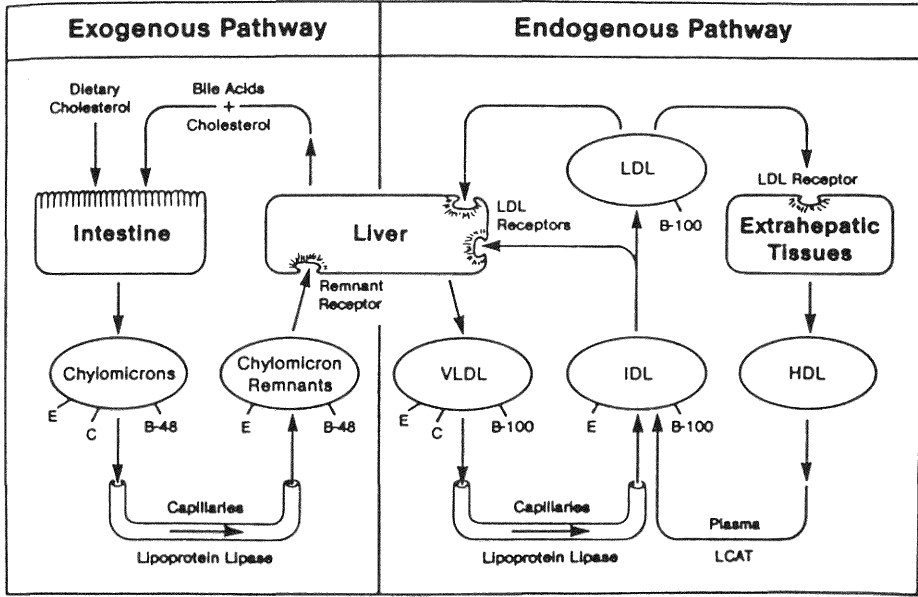 Exogenous Pathway
Endogenous Pathway
Dietary
Cholesterol
Bile Acids
+
Cholesterol
Intestine
Liver
LDL
Receptors
Remnant
Receptor
LDL
B-100
LDL Receptor
Extrahepatic
Tissues
Chylomicrons
E
C
B-48
Chylomicron
Remnants
E
B-48
VLDL
E
C
B-100
IDL
E
B-100
HDL
Capillaries
Lipoprotein Lipase
Capillaries
Lipoprotein Lipase
Plasma
LCAT